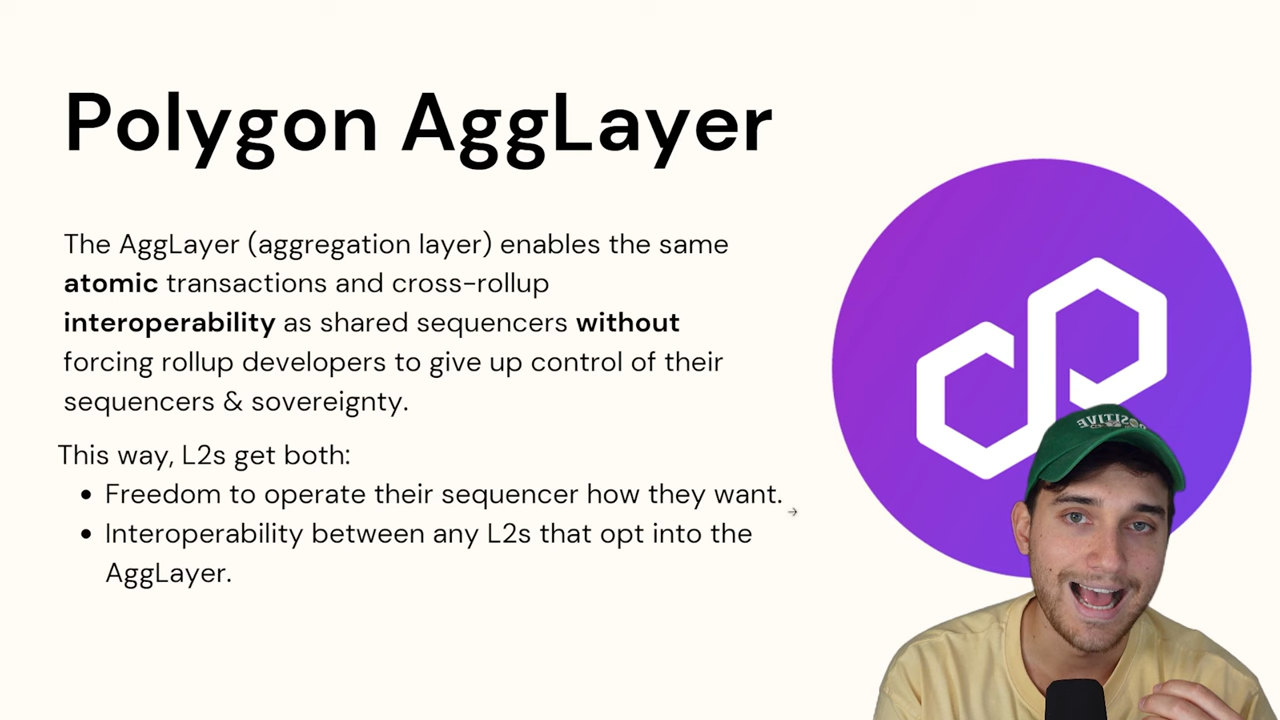 Polygon AggLayer
The AggLayer (aggregation layer) enables the same
atomic transactions and cross-rollup
interoperability as shared sequencers without
forcing rollup developers to give up control of their
sequencers & sovereignty.
This way, L2s get both:
• Freedom to operate their sequencer how they want.
• Interoperability between any L2s that opt into the
AggLayer.
POSITIVE